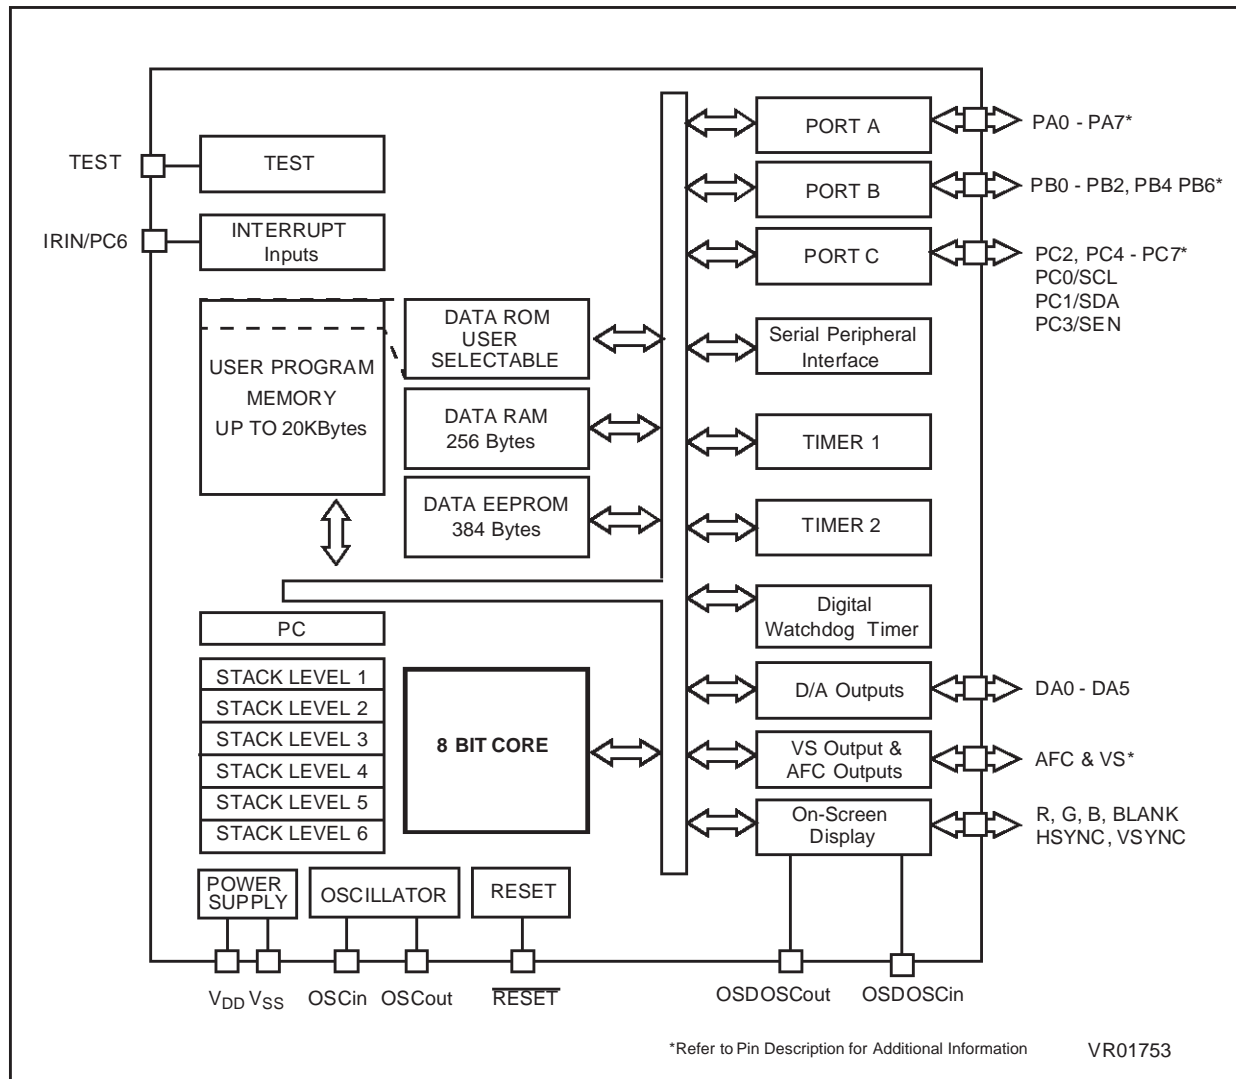 TEST
TEST
IRIN/PC6
INTERRUPT
Inputs
USER PROGRAM
MEMORY
UP TO 20KBytes
DATA ROM
USER
SELECTABLE
DATA RAM
256 Bytes
DATA EEPROM
384 Bytes
PC
STACK LEVEL 1
STACK LEVEL 2
STACK LEVEL 3
STACK LEVEL 4
STACK LEVEL 5
STACK LEVEL 6
8 BIT CORE
POWER
SUPPLY
OSCILLATOR
RESET
VDD VSS
OSCin
OSCout
RESET
PORT A
PA0 - PA7*
PORT B
PB0 - PB2, PB4 PB6*
PORT C
PC2, PC4 - PC7*
PC0/SCL
PC1/SDA
PC3/SEN
Serial Peripheral
Interface
TIMER 1
TIMER 2
Digital
Watchdog Timer
D/A Outputs
DA0 - DA5
VS Output &
AFC Outputs
AFC & VS*
On-Screen
Display
R, G, B, BLANK
HSYNC, VSYNC
OSDOSCout
OSDOSCin
*Refer to Pin Description for Additional Information
VR01753